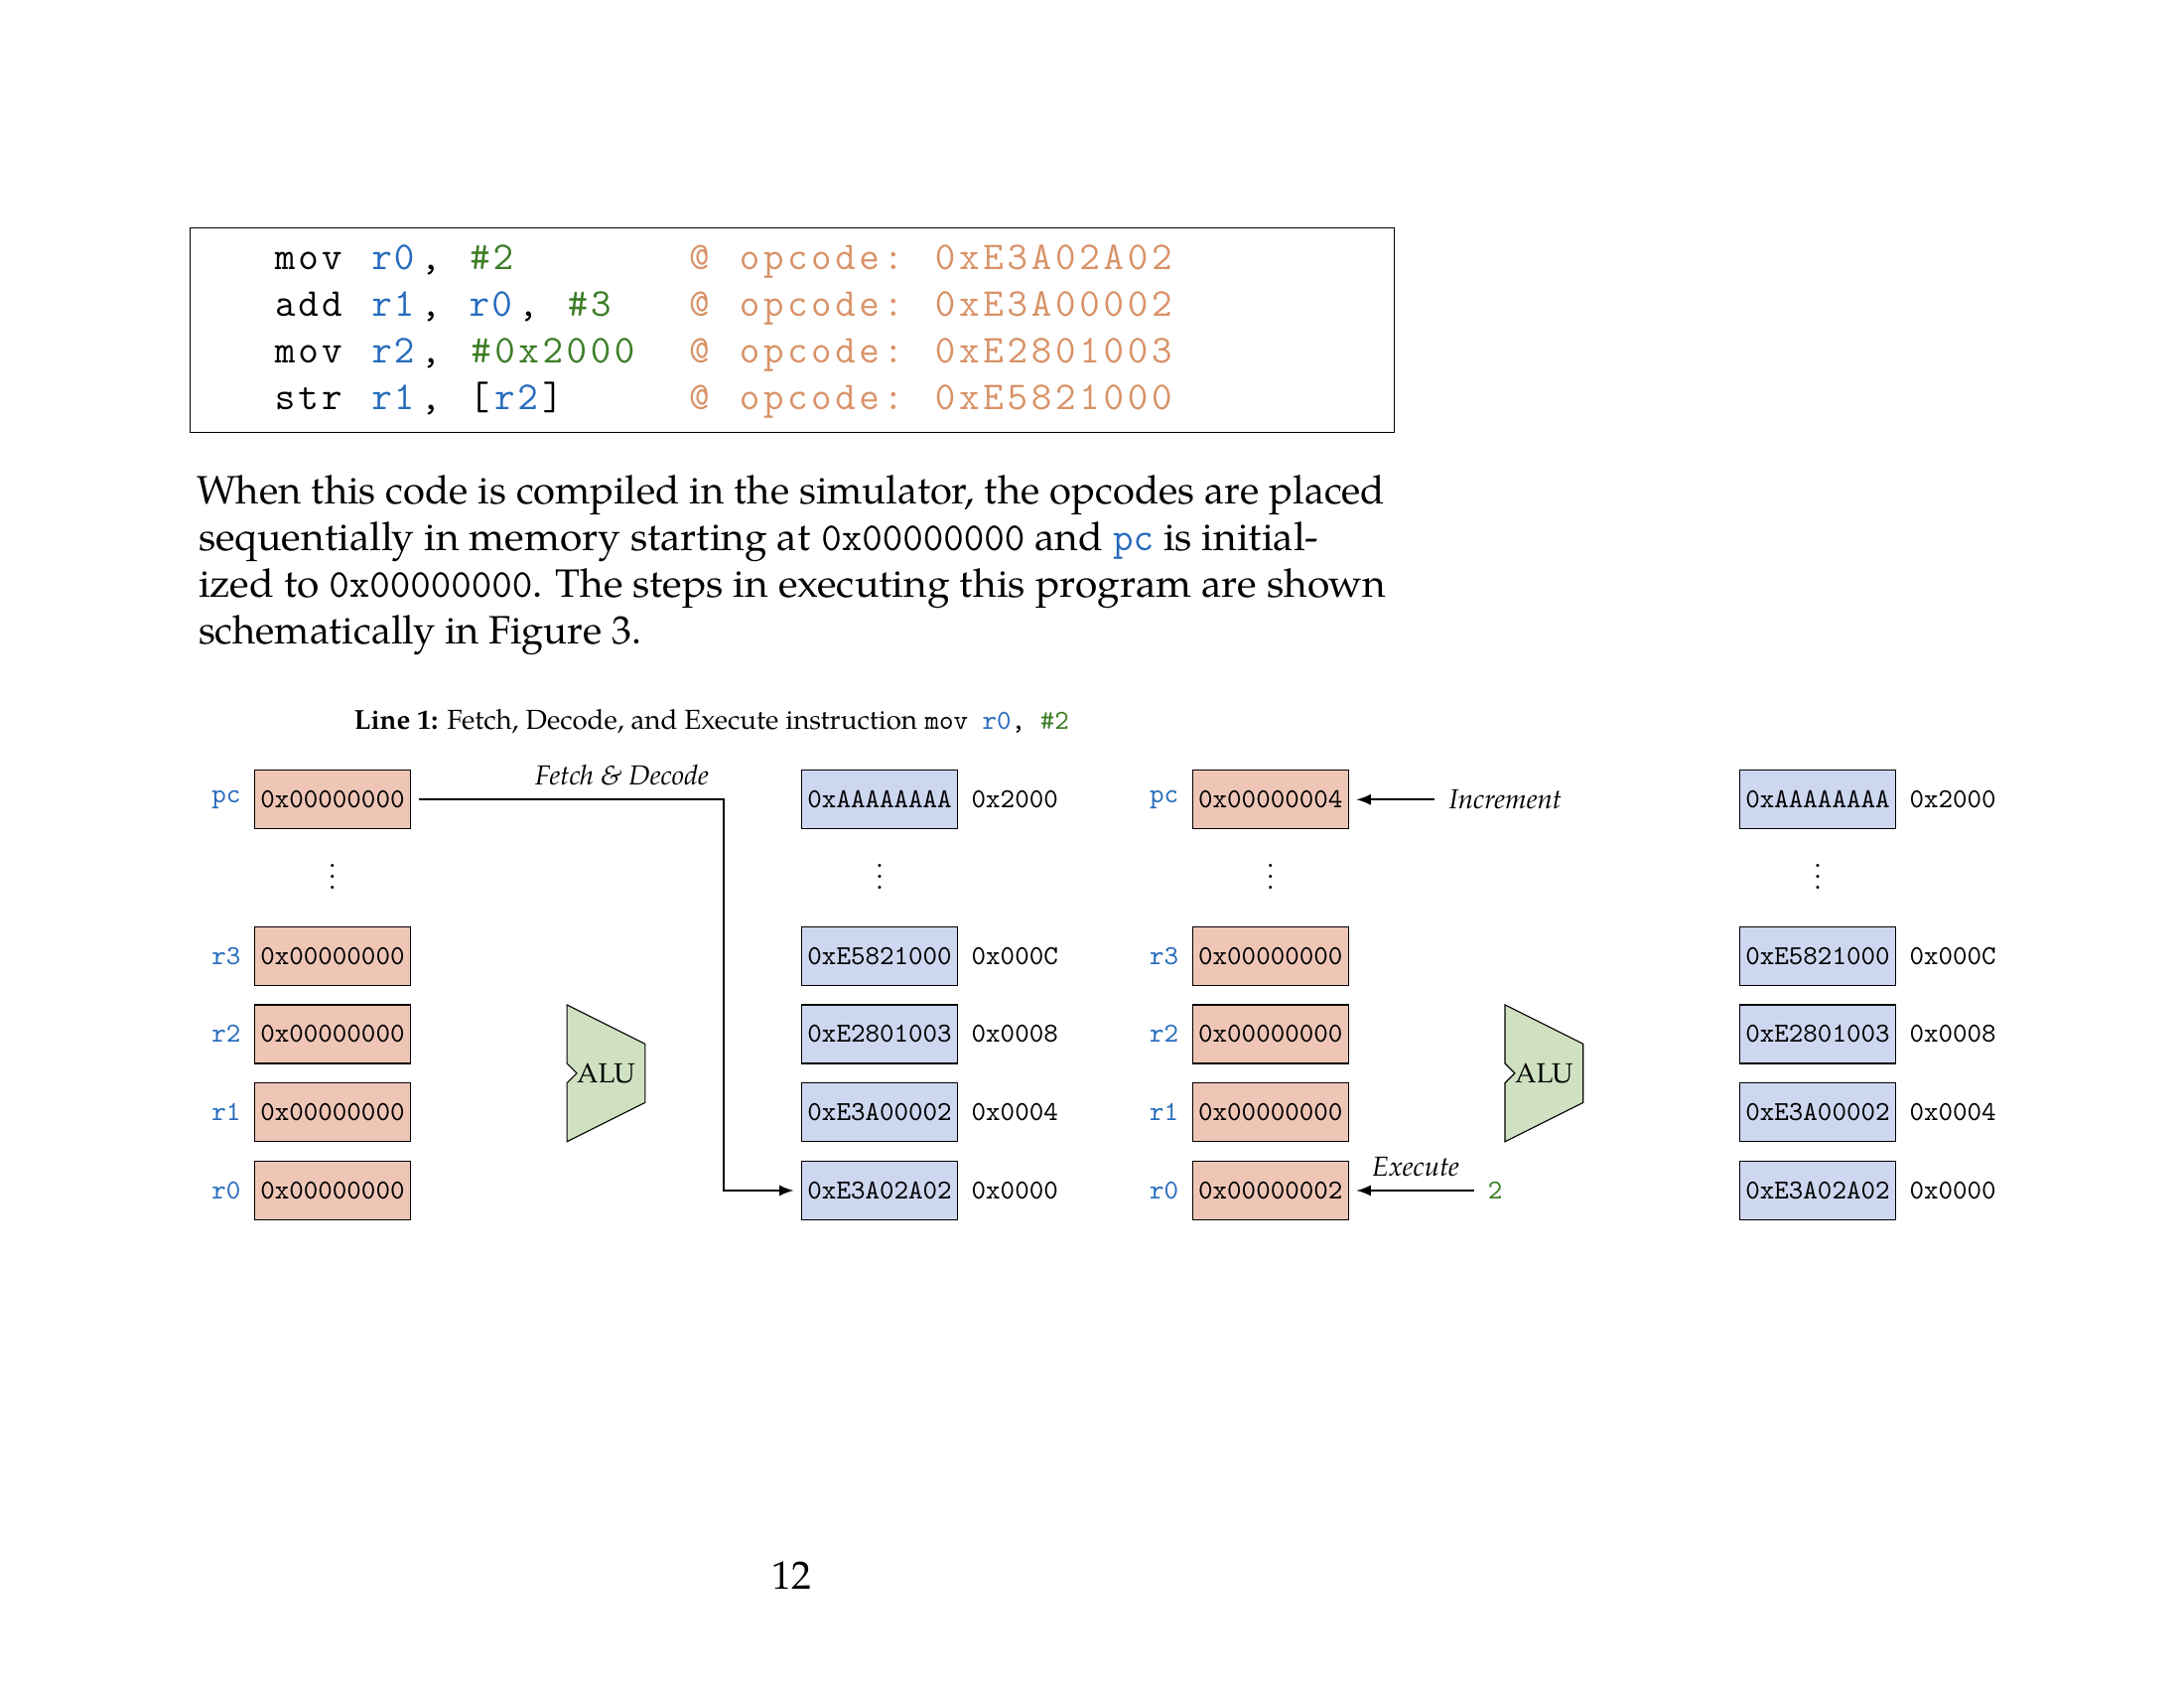 mov r0, #2 @ opcode: 0xE3A02A02
add r1, r0, #3 @ opcode: 0xE3A00002
mov r2, #0x2000 @ opcode: 0xE2801003
str r1, [r2] @ opcode: 0xE5821000
When this code is compiled in the simulator, the opcodes are placed
sequentially in memory starting at 0x00000000 and pc is initial-
ized to 0x00000000. The steps in executing this program are shown
schematically in Figure 3.
Line 1: Fetch, Decode, and Execute instruction mov r0, #2
Fetch & Decode
pc 0x00000000 0xAAAAAAAA 0x2000 pc 0x00000004 Increment 0xAAAAAAAA 0x2000
r3 0x00000000 0xE5821000 0x000C r3 0x00000000 0xE5821000 0x000C
r2 0x00000000 0xE2801003 0x0008 r2 0x00000000 0xE2801003 0x0008
ALU ALU
r1 0x00000000 0xE3A00002 0x0004 r1 0x00000000 0xE3A00002 0x0004
Execute
r0 0x00000000 0xE3A02A02 0x0000 r0 0x00000002 2 0xE3A02A02 0x0000
12